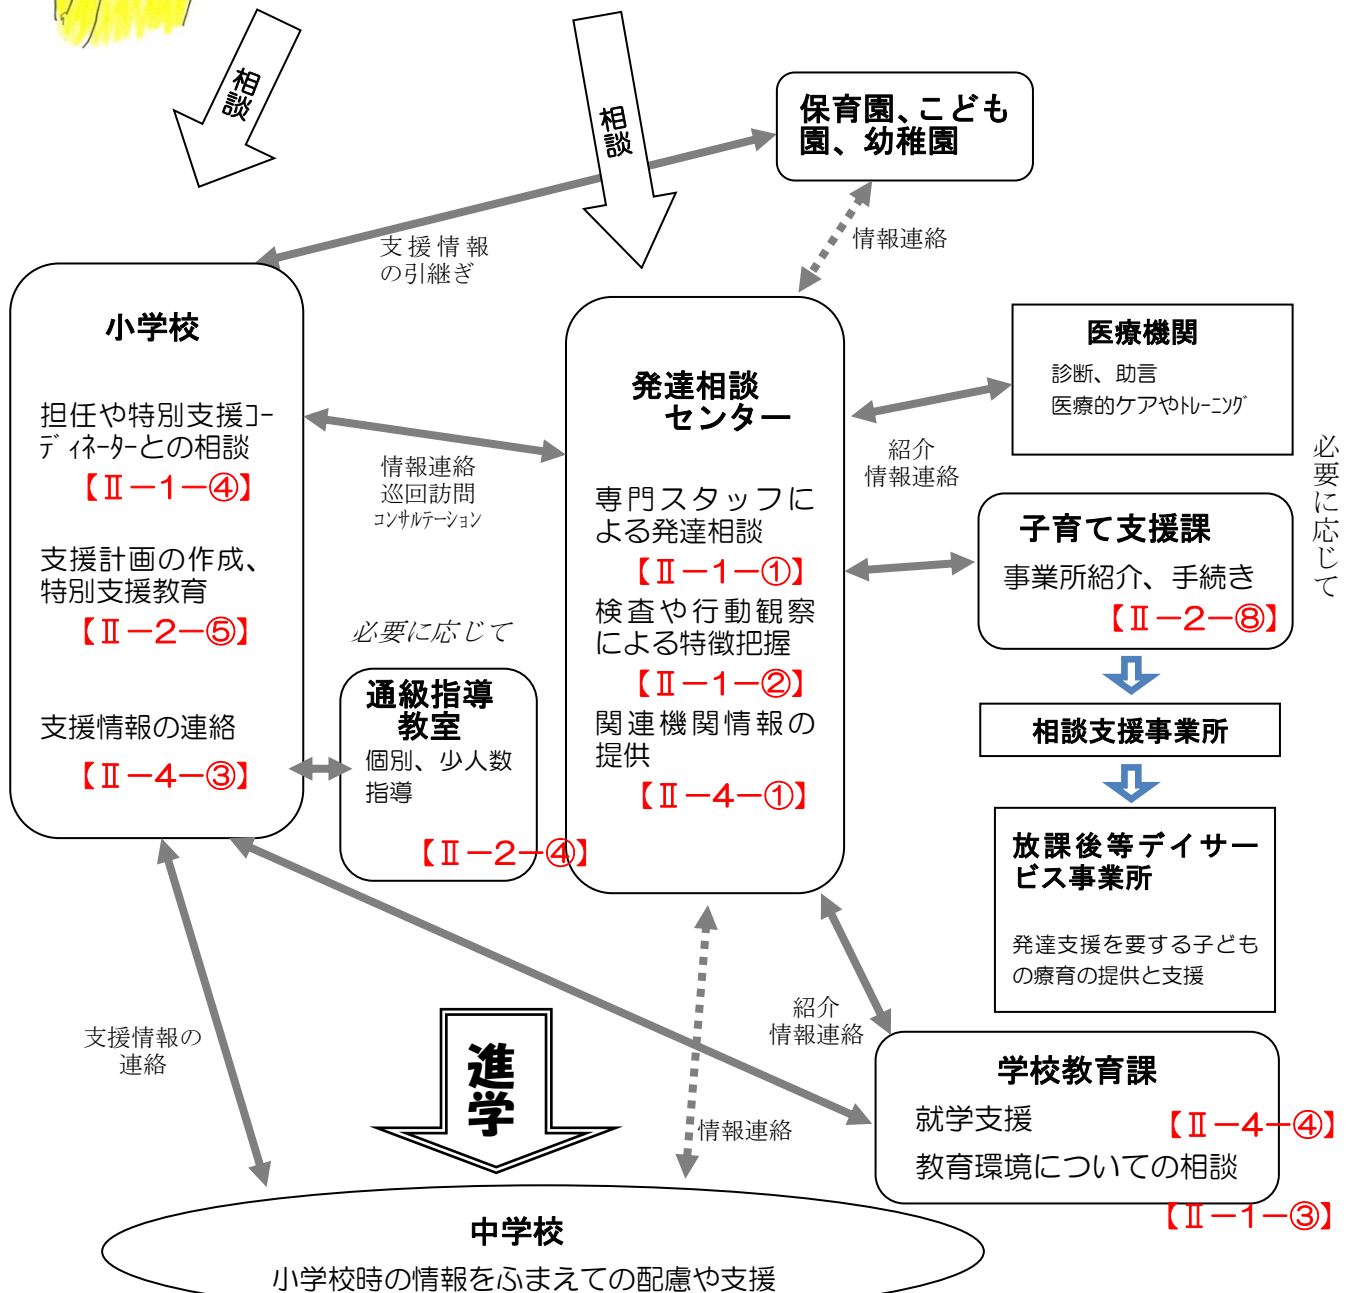 相談
相談
保育園、こども
園、幼稚園
支援情報
の引継ぎ
情報連絡
小学校
担任や特別支援ｺｰ
ﾃﾞｨﾈｰﾀｰとの相談
【Ⅱ－1－④】
支援計画の作成、
特別支援教育
【Ⅱ－2－⑤】
支援情報の連絡
【Ⅱ－4－③】
情報連絡
巡回訪問
ｺﾝｻﾙﾃｰｼｮﾝ
必要に応じて
通級指導
教室
個別、少人数
指導
【Ⅱ－2－④】
発達相談
センター
専門スタッフに
よる発達相談
【Ⅱ－1－①】
検査や行動観察
による特徴把握
【Ⅱ－1－②】
関連機関情報の
提供
【Ⅱ－4－①】
医療機関
診断、助言
医療的ケアやﾄﾚｰﾆﾝｸﾞ
紹介
情報連絡
必要に応じて
子育て支援課
事業所紹介、手続き
【Ⅱ－2－⑧】
相談支援事業所
放課後等デイサー
ビス事業所
発達支援を要する子ども
の療育の提供と支援
紹介
情報連絡
学校教育課
就学支援
【Ⅱ－4－④】
教育環境についての相談
【Ⅱ－1－③】
支援情報の
連絡
進学
情報連絡
中学校
小学校時の情報をふまえての配慮や支援